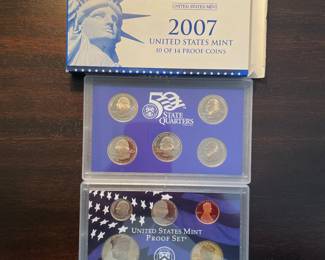 UNITED STATES MINT
2007
UNITED STATES MINT
10 OF 14 PROOF COINS
50
STATE
QUARTERS
UNITED STATES MINT
PROOF SET